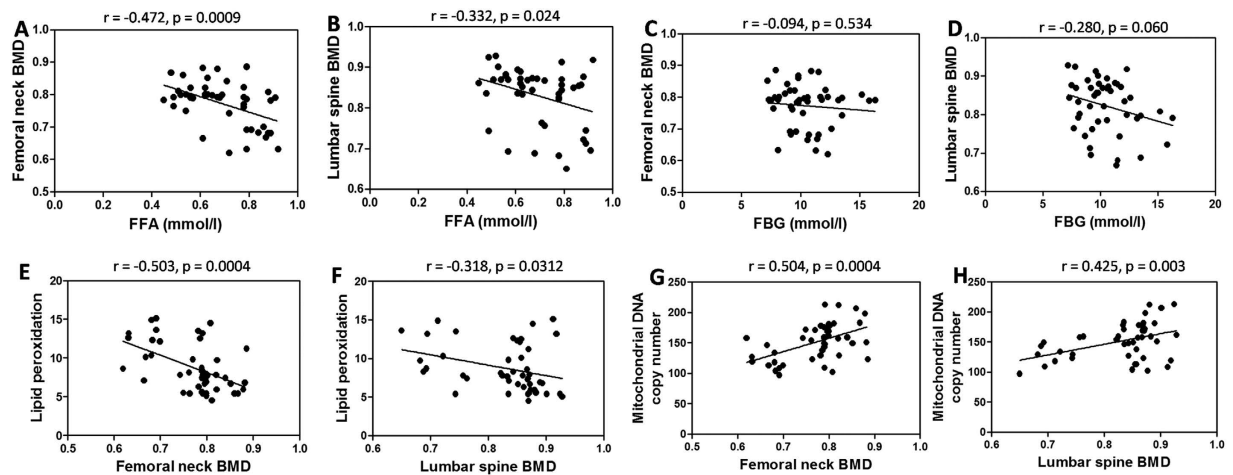 A
r = -0.472, p = 0.0009
Femoral neck BMD
1.0
0.9
0.8
0.7
0.6
0.5
0.0 0.2 0.4 0.6 0.8 1.0
FFA (mmol/l)
B
r = -0.332, p = 0.024
Lumbar spine BMD
1.0
0.9
0.8
0.7
0.6
0.0 0.2 0.4 0.6 0.8 1.0
FFA (mmol/l)
C
r = -0.094, p = 0.534
Femoral neck BMD
1.0
0.9
0.8
0.7
0.6
0.5
0 5 10 15 20
FBG (mmol/l)
D
r = -0.280, p = 0.060
Lumbar spine BMD
1.0
0.9
0.8
0.7
0.6
0 5 10 15 20
FBG (mmol/l)
E
r = -0.503, p = 0.0004
Lipid peroxidation
20
15
10
5
0
0.5 0.6 0.7 0.8 0.9 1.0
Femoral neck BMD
F
r = -0.318, p = 0.0312
Lipid peroxidation
20
15
10
5
0
0.6 0.7 0.8 0.9 1.0
Lumbar spine BMD
G
r = 0.504, p = 0.0004
Mitochondrial DNA
copy number
250
200
150
100
50
0
0.5 0.6 0.7 0.8 0.9 1.0
Femoral neck BMD
H
r = 0.425, p = 0.003
Mitochondrial DNA
copy number
250
200
150
100
50
0
0.6 0.7 0.8 0.9 1.0
Lumbar spine BMD